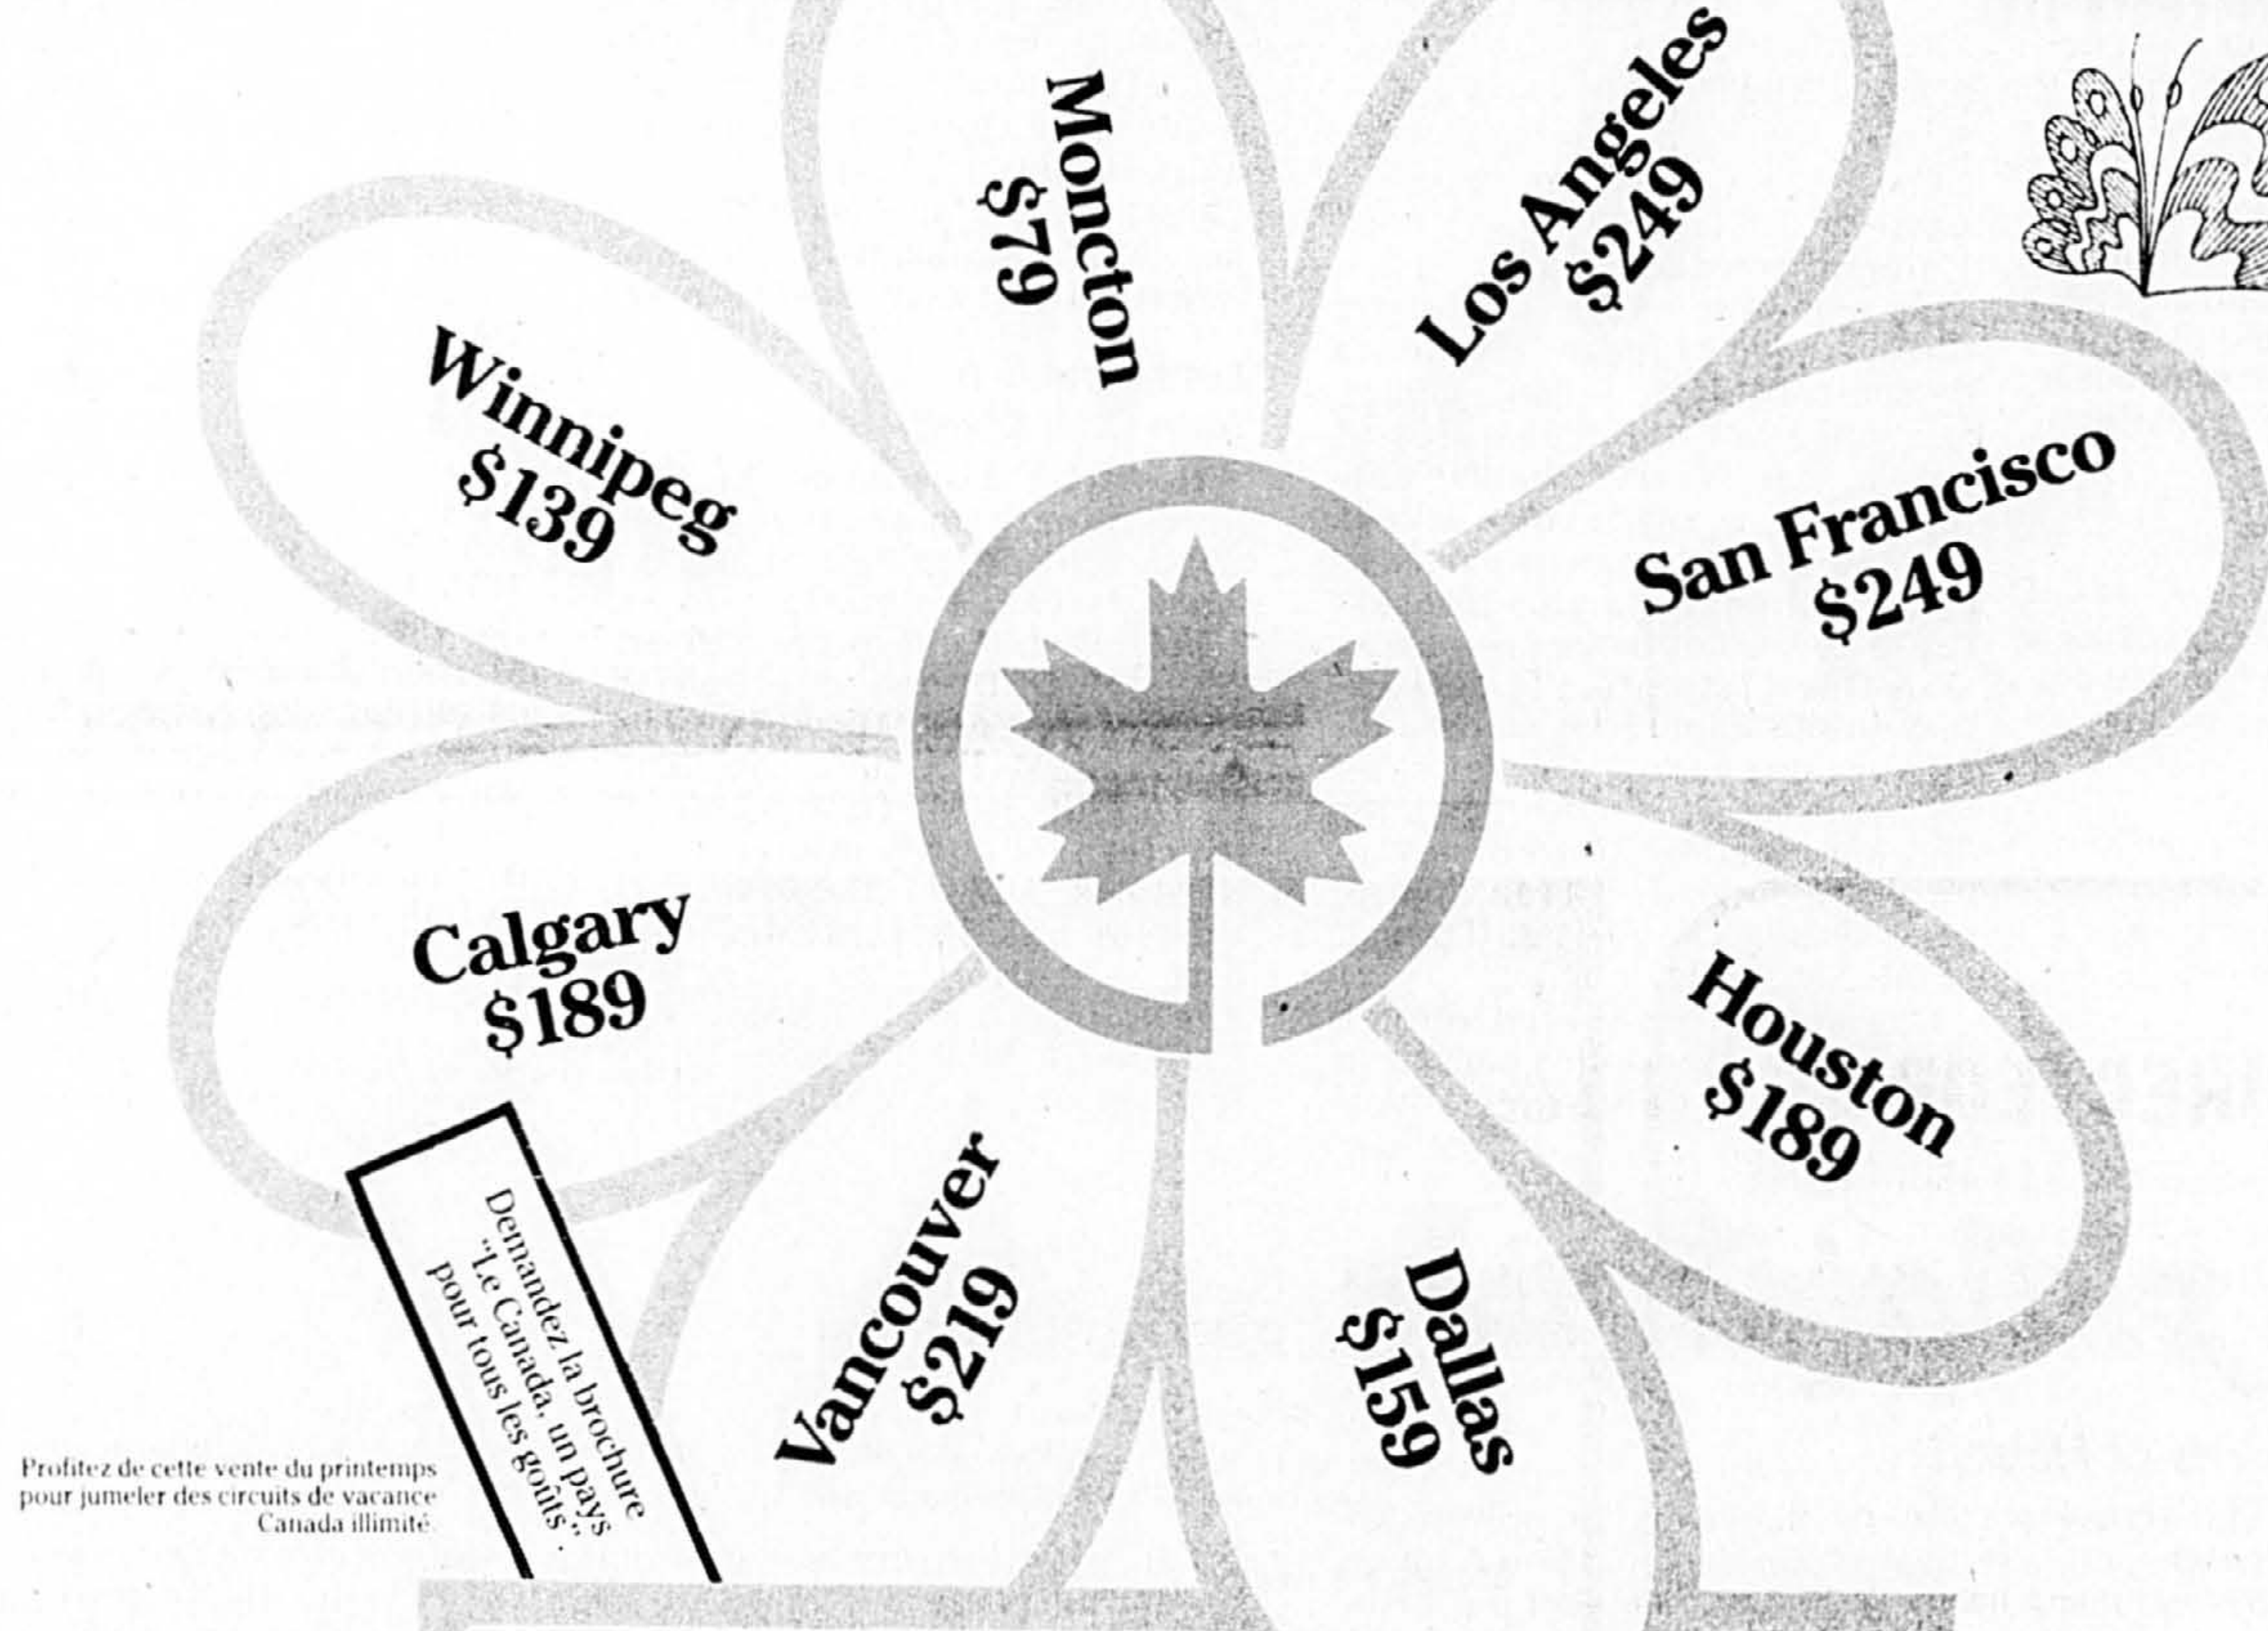 Moncton
$79
Los Angeles
$249
San Francisco
$249
Houston
$189
Dallas
$159
Vancouver
$219
Calgary
$189
Winnipeg
$139
Demandez la brochure
"Le Canada, un pays
pour tous les goûts".
Profitez de cette vente du printemps
pour jumeler des circuits de vacance
Canada illimité.